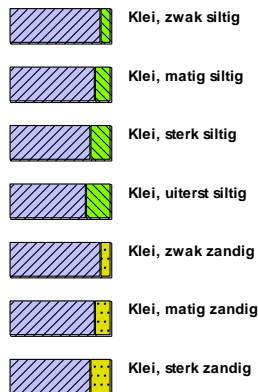 Klei, zwak siltig
Klei, matig siltig
Klei, sterk siltig
Klei, uiterst siltig
Klei, zwak zandig
Klei, matig zandig
Klei, sterk zandig